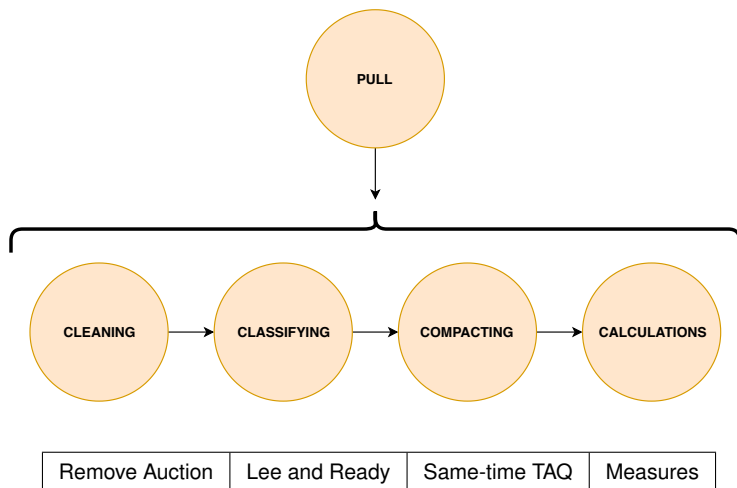 PULL
CLEANING
CLASSIFYING
COMPACTING
CALCULATIONS
Remove Auction
Lee and Ready
Same-time TAQ
Measures